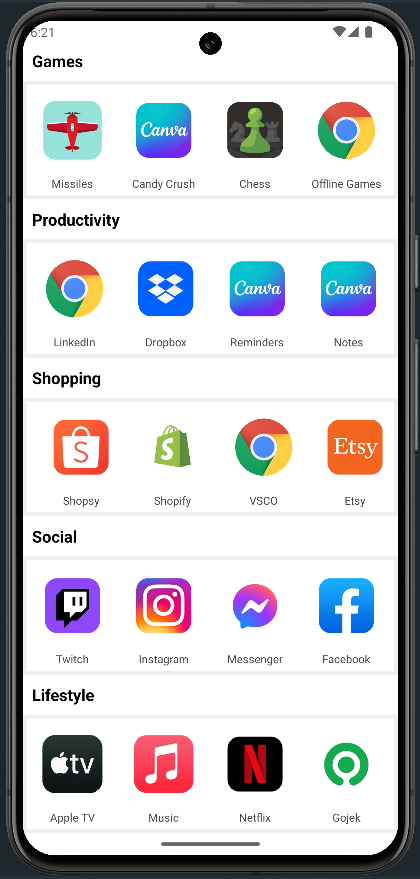 6:21
Games
Canva
Missiles Candy Crush Chess Offline Games
Productivity
Canva Canva
LinkedIn Dropbox Reminders Notes
Shopping
S S Etsy
Shopsy Shopify VSCO Etsy
Social
f
Twitch Instagram Messenger Facebook
Lifestyle
tv N
Apple TV Music Netflix Gojek